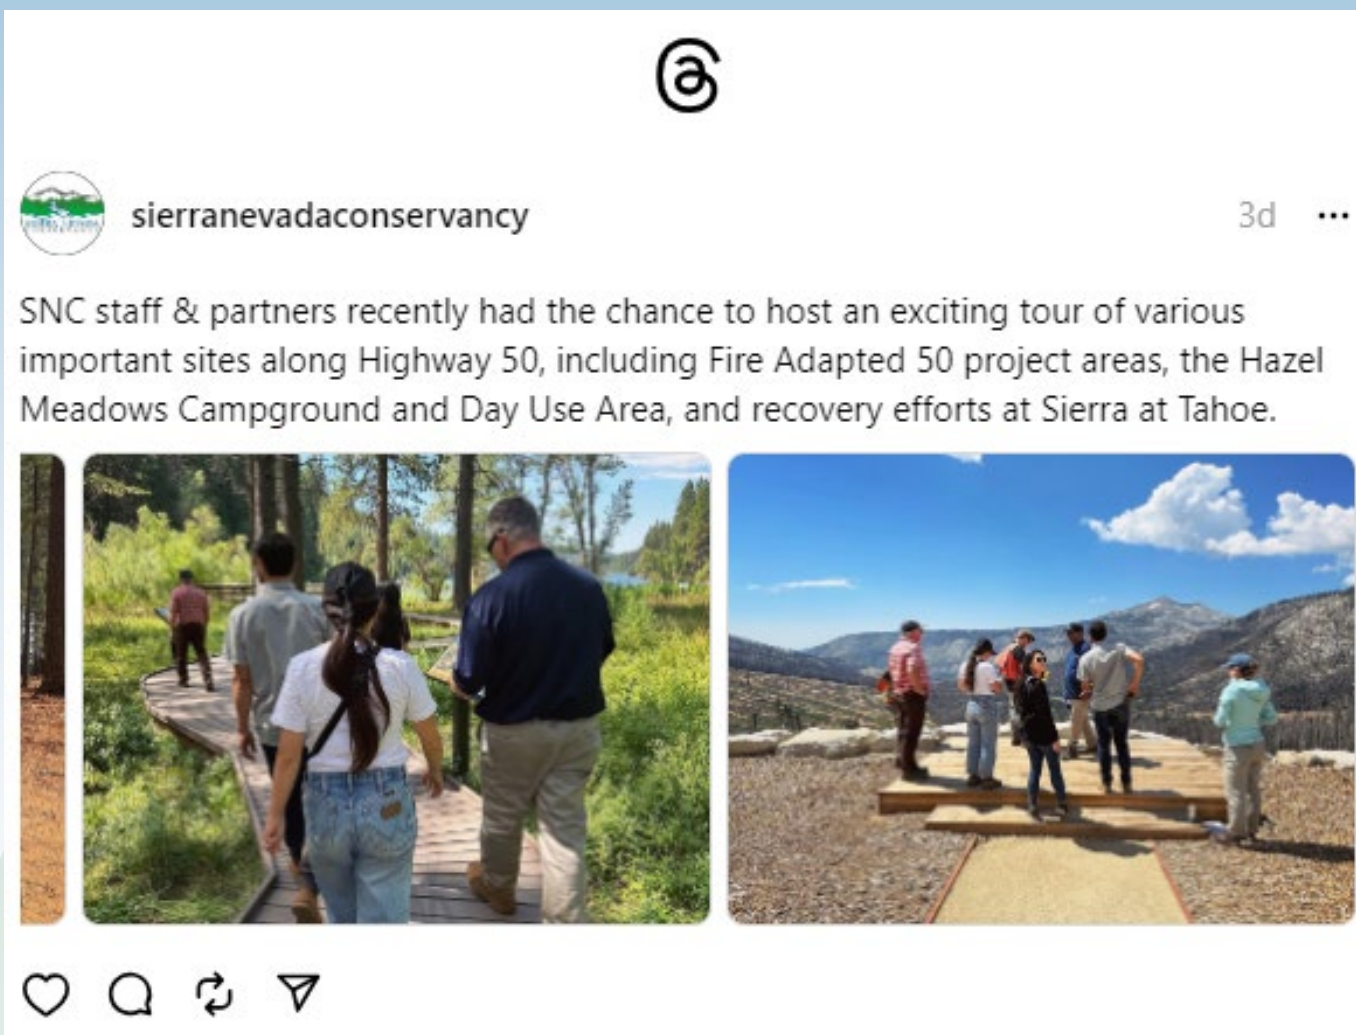 sierranevadaconservancy
3d
SNC staff & partners recently had the chance to host an exciting tour of various
important sites along Highway 50, including Fire Adapted 50 project areas, the Hazel
Meadows Campground and Day Use Area, and recovery efforts at Sierra at Tahoe.